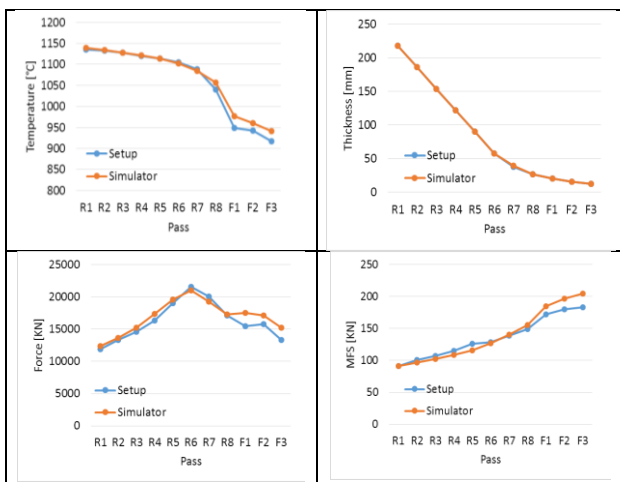 1200
1150
1100
1050
1000
950
900
850
800
Temperature [°C]
Setup
Simulator
R1 R2 R3 R4 R5 R6 R7 R8 F1 F2 F3
Pass
250
200
150
100
50
0
Thickness [mm]
Setup
Simulator
R1 R2 R3 R4 R5 R6 R7 R8 F1 F2 F3
Pass
25000
20000
15000
10000
5000
0
Force [KN]
Setup
Simulator
R1 R2 R3 R4 R5 R6 R7 R8 F1 F2 F3
Pass
250
200
150
100
50
0
MFS [KN]
Setup
Simulator
R1 R2 R3 R4 R5 R6 R7 R8 F1 F2 F3
Pass